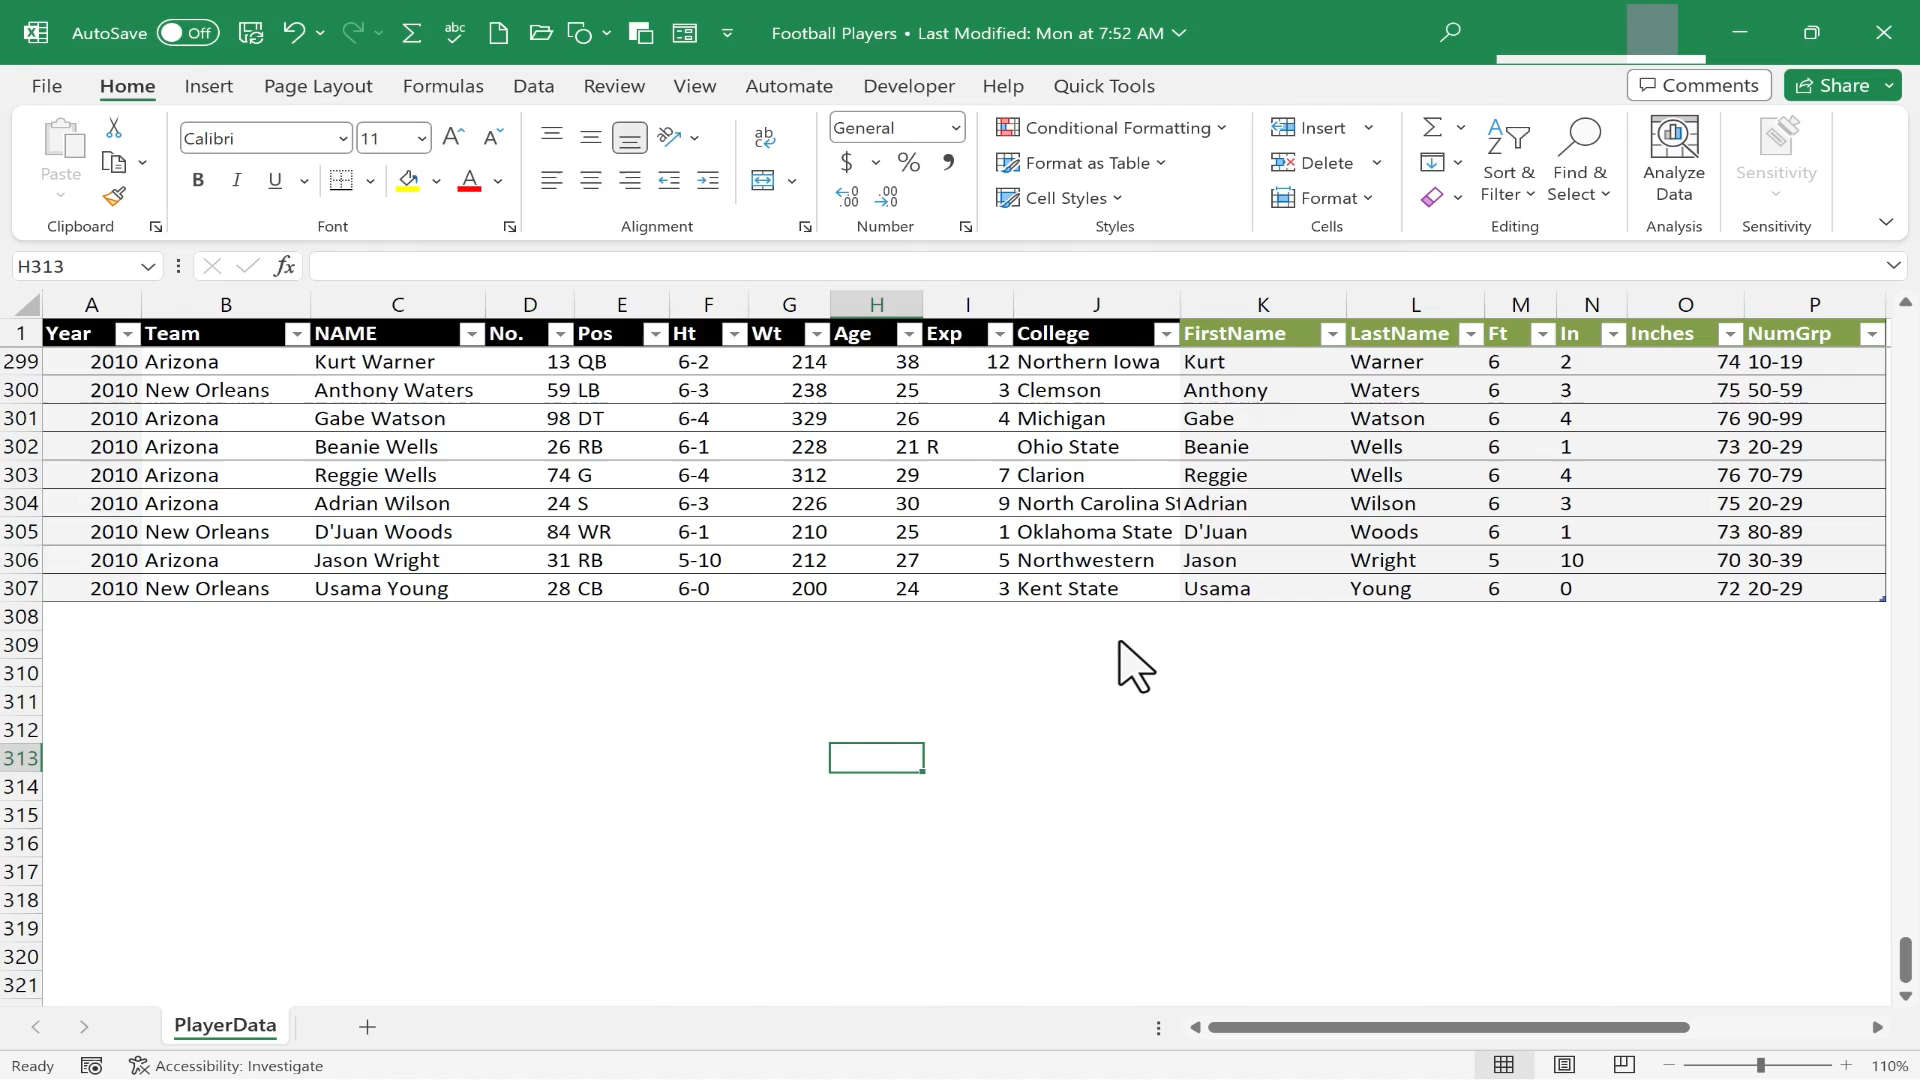 AutoSave Off Football Players • Last Modified: Mon at 7:52 AM
File Home Insert Page Layout Formulas Data Review View Automate Developer Help Quick Tools Comments Share
Paste
Clipboard
Calibri 11
B I U A
Font
ab
Alignment
General
$ % 9
Number
Conditional Formatting
Format as Table
Cell Styles
Styles
Insert
Delete
Format
Cells
Sort & Filter
Find & Select
Editing
Analyze Data
Analysis
Sensitivity
Sensitivity
H313 fx
A B C D E F G H I J K L M N O P
1 Year Team NAME No. Pos Ht Wt Age Exp College FirstName LastName Ft In Inches NumGrp
299 2010 Arizona Kurt Warner 13 QB 6-2 214 38 12 Northern Iowa Kurt Warner 6 2 74 10-19
300 2010 New Orleans Anthony Waters 59 LB 6-3 238 25 3 Clemson Anthony Waters 6 3 75 50-59
301 2010 Arizona Gabe Watson 98 DT 6-4 329 26 4 Michigan Gabe Watson 6 4 76 90-99
302 2010 Arizona Beanie Wells 26 RB 6-1 228 21 R Ohio State Beanie Wells 6 1 73 20-29
303 2010 Arizona Reggie Wells 74 G 6-4 312 29 7 Clarion Reggie Wells 6 4 76 70-79
304 2010 Arizona Adrian Wilson 24 S 6-3 226 30 9 North Carolina St Adrian Wilson 6 3 75 20-29
305 2010 New Orleans D'Juan Woods 84 WR 6-1 210 25 1 Oklahoma State D'Juan Woods 6 1 73 80-89
306 2010 Arizona Jason Wright 31 RB 5-10 212 27 5 Northwestern Jason Wright 5 10 70 30-39
307 2010 New Orleans Usama Young 28 CB 6-0 200 24 3 Kent State Usama Young 6 0 72 20-29
308
309
310
311
312
313
314
315
316
317
318
319
320
321
PlayerData
Ready Accessibility: Investigate 110%